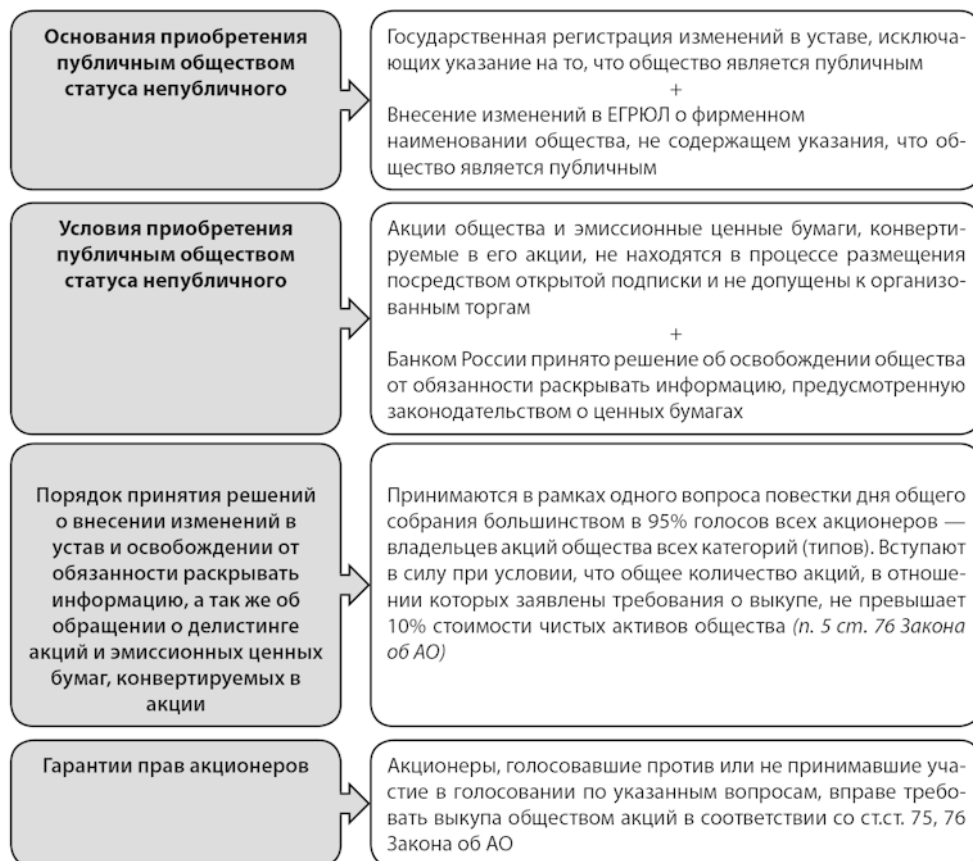 Основания приобретения
публичным обществом
статуса непубличного
Государственная регистрация изменений в уставе, исключа-
ющих указание на то, что общество является публичным
+
Внесение изменений в ЕГРЮЛ о фирменном
наименовании общества, не содержащем указания, что об-
щество является публичным
Условия приобретения
публичным обществом
статуса непубличного
Акции общества и эмиссионные ценные бумаги, конверти-
руемые в его акции, не находятся в процессе размещения
посредством открытой подписки и не допущены к организо-
ванным торгам
+
Банком России принято решение об освобождении общества
от обязанности раскрывать информацию, предусмотренную
законодательством о ценных бумагах
Порядок принятия решений
о внесении изменений в
устав и освобождении от
обязанности раскрывать
информацию, а так же об
обращении о делистинге
акций и эмиссионных ценных
бумаг, конвертируемых в
акции
Принимаются в рамках одного вопроса повестки дня общего
собрания большинством в 95% голосов всех акционеров —
владельцев акций общества всех категорий (типов). Вступают
в силу при условии, что общее количество акций, в отноше-
нии которых заявлены требования о выкупе, не превышает
10% стоимости чистых активов общества (п. 5 ст. 76 Закона
об АО)
Гарантии прав акционеров
Акционеры, голосовавшие против или не принимавшие уча-
стие в голосовании по указанным вопросам, вправе требо-
вать выкупа обществом акций в соответствии со ст.ст. 75, 76
Закона об АО